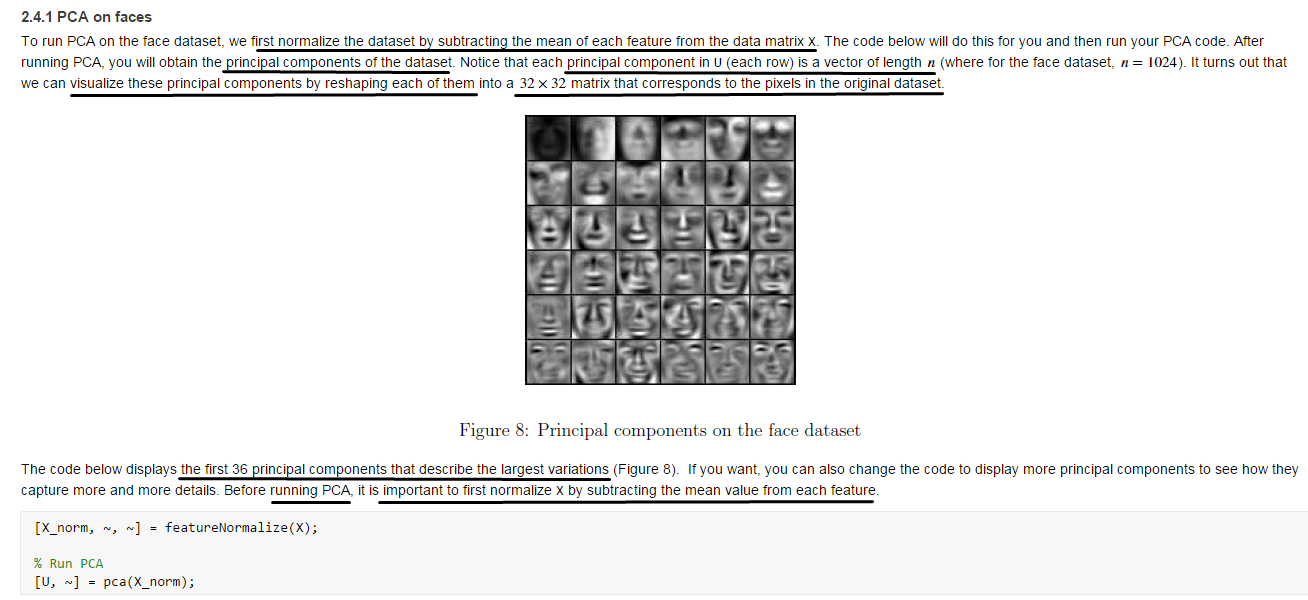 2.4.1 PCA on faces
To run PCA on the face dataset, we first normalize the dataset by subtracting the mean of each feature from the data matrix X. The code below will do this for you and then run your PCA code. After
running PCA, you will obtain the principal components of the dataset. Notice that each principal component in U (each row) is a vector of length n (where for the face dataset, n = 1024). It turns out that
we can visualize these principal components by reshaping each of them into a 32 × 32 matrix that corresponds to the pixels in the original dataset.
Figure 8: Principal components on the face dataset
The code below displays the first 36 principal components that describe the largest variations (Figure 8). If you want, you can also change the code to display more principal components to see how they
capture more and more details. Before running PCA, it is important to first normalize X by subtracting the mean value from each feature.
[X_norm, ~, ~] = featureNormalize(X);
% Run PCA
[U, ~] = pca(X_norm);